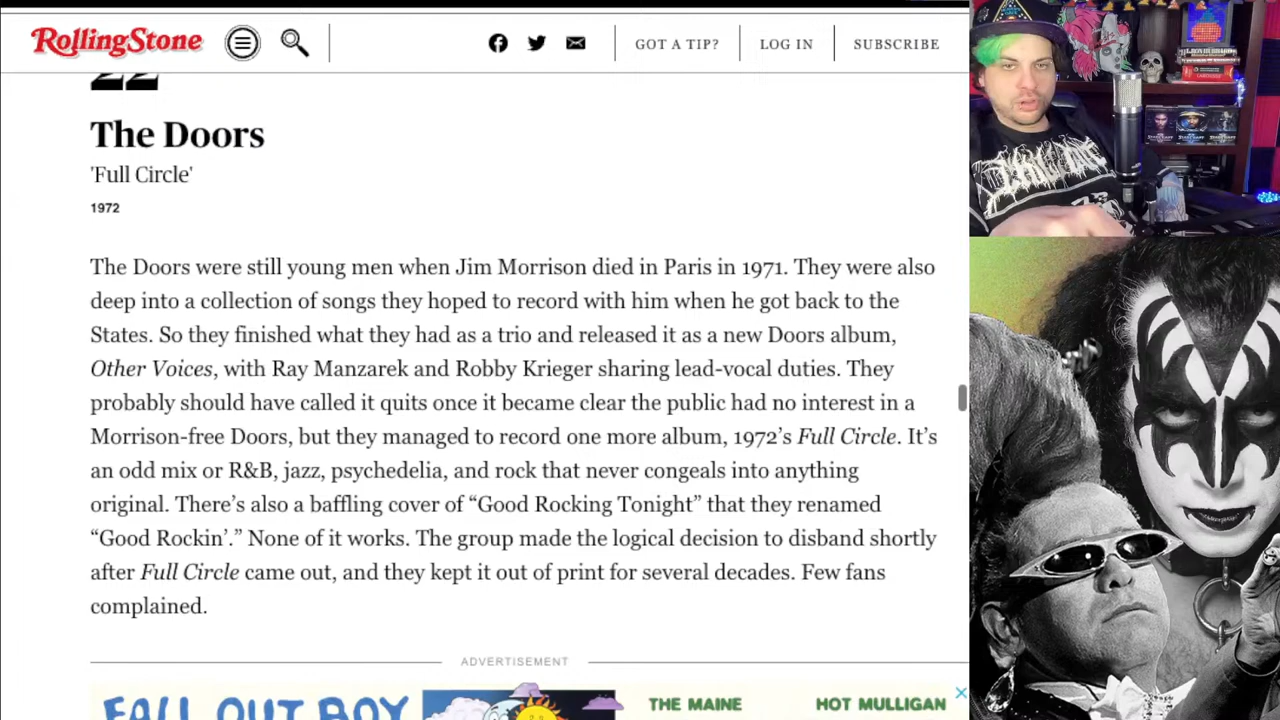 RollingStone
GOT A TIP?
LOG IN
SUBSCRIBE
22
The Doors
'Full Circle'
1972
The Doors were still young men when Jim Morrison died in Paris in 1971. They were also
deep into a collection of songs they hoped to record with him when he got back to the
States. So they finished what they had as a trio and released it as a new Doors album,
Other Voices, with Ray Manzarek and Robby Krieger sharing lead-vocal duties. They
probably should have called it quits once it became clear the public had no interest in a
Morrison-free Doors, but they managed to record one more album, 1972’s Full Circle. It’s
an odd mix or R&B, jazz, psychedelia, and rock that never congeals into anything
original. There’s also a baffling cover of “Good Rocking Tonight” that they renamed
“Good Rockin’.” None of it works. The group made the logical decision to disband shortly
after Full Circle came out, and they kept it out of print for several decades. Few fans
complained.
ADVERTISEMENT
FALL OUT BOY
THE MAINE
HOT MULLIGAN